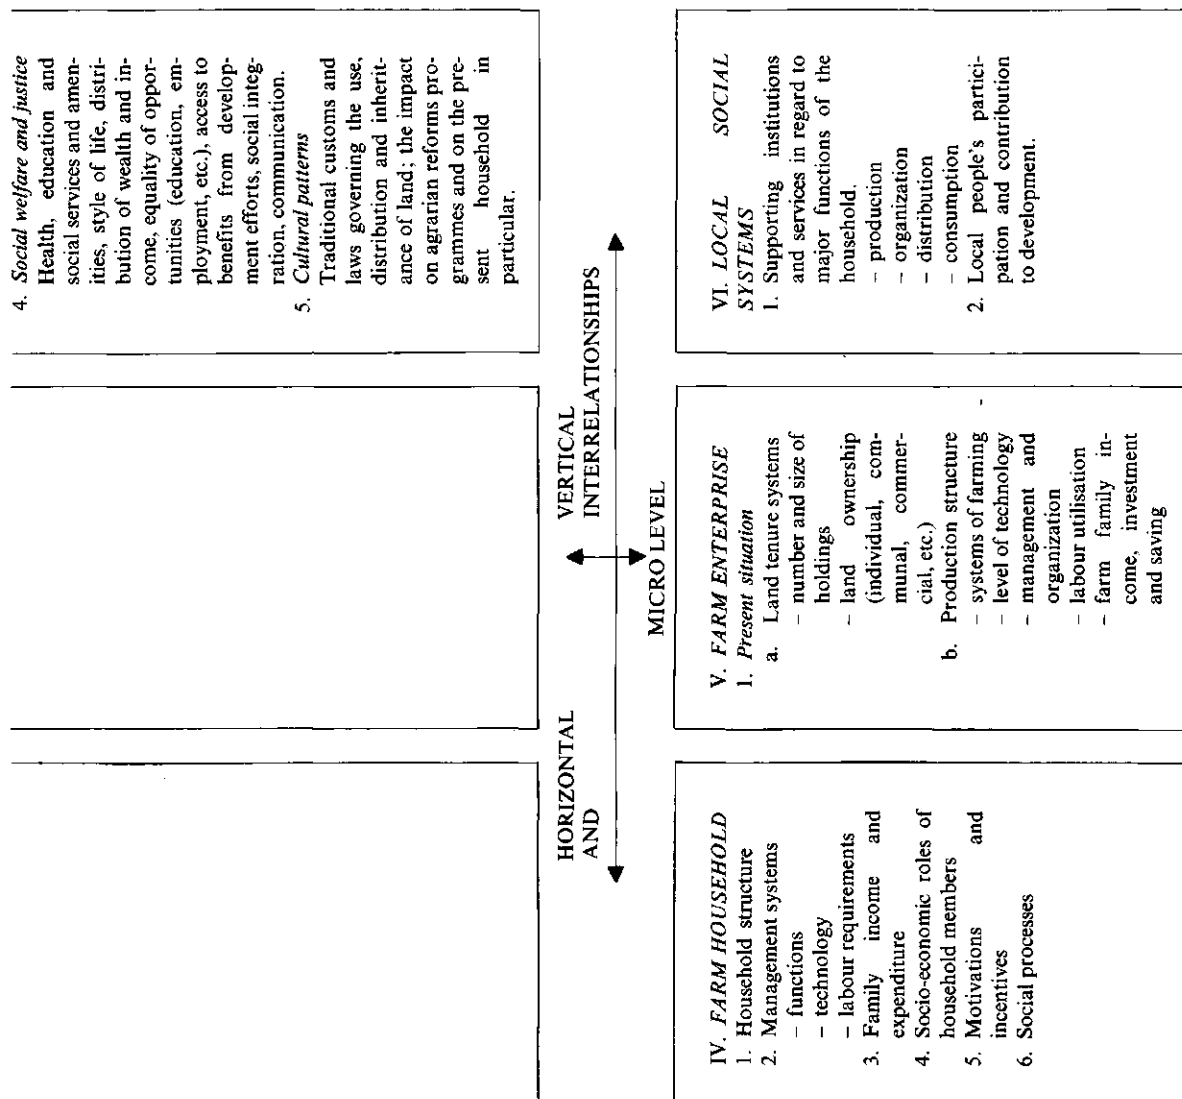 4. Social welfare and justice
Health, education and
social services and amen-
ities, style of life, distri-
bution of wealth and in-
come, equality of oppor-
tunities (education, em-
ployment, etc.), access to
benefits from develop-
ment efforts, social integ-
ration, communication.
5. Cultural patterns
Traditional customs and
laws governing the use,
distribution and inherit-
ance of land; the impact
on agrarian reforms pro-
grammes and on the pre-
sent household in
particular.
HORIZONTAL VERTICAL
AND INTERRELATIONSHIPS
MICRO LEVEL
IV. FARM HOUSEHOLD
1. Household structure
2. Management systems
– functions
– technology
– labour requirements
3. Family income and
expenditure
4. Socio-economic roles of
household members
5. Motivations and
incentives
6. Social processes
V. FARM ENTERPRISE
1. Present situation
a. Land tenure systems
– number and size of
holdings
– land ownership
(individual, com-
munal, commer-
cial, etc.)
b. Production structure
– systems of farming
– level of technology
– management and
organization
– labour utilisation
– farm family in-
come, investment
and saving
VI. LOCAL SOCIAL
SYSTEMS
1. Supporting institutions
and services in regard to
major functions of the
household.
– production
– organization
– distribution
– consumption
2. Local people's partici-
pation and contribution
to development.